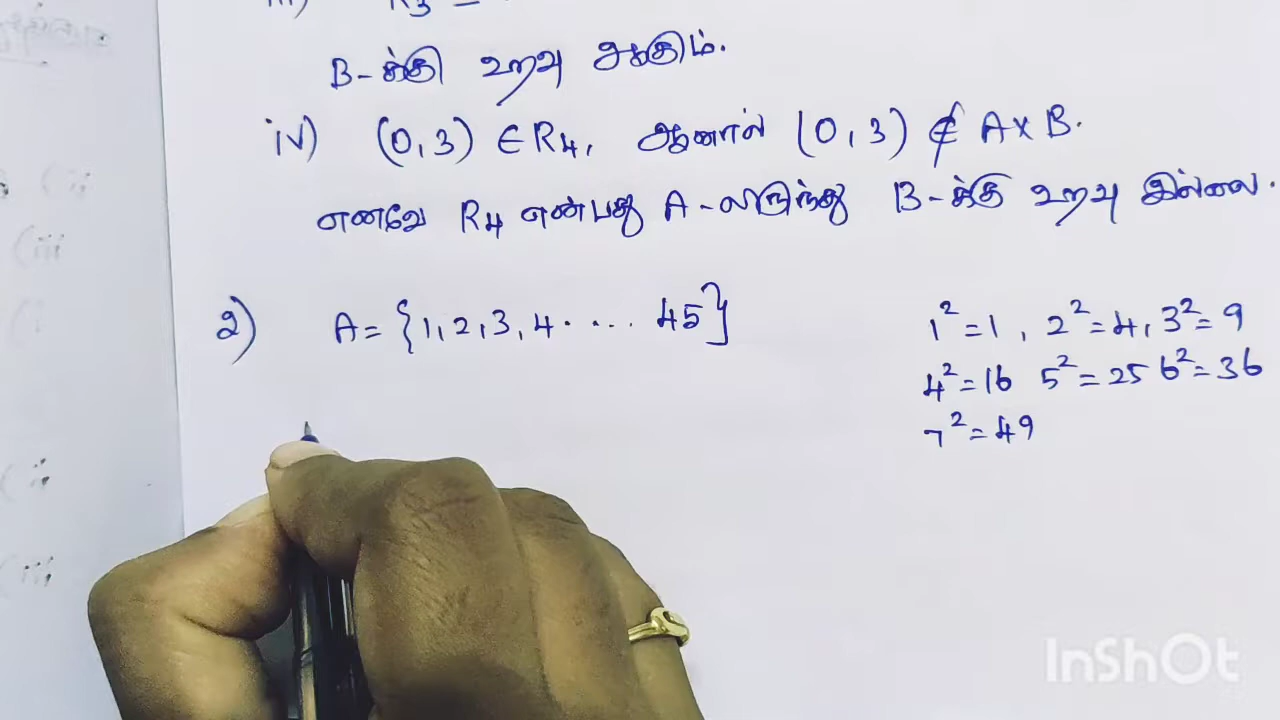 B-க்கு உறவு ஆகும்.
iv) (0,3) ∈ R4, ஆனால் (0,3) ∉ A×B.
எனவே R4 என்பது A-லிருந்து B-க்கு உறவு இல்லை.
2) A = {1,2,3,4..... 45}
1² = 1, 2² = 4, 3² = 9
4² = 16 5² = 25 6² = 36
7² = 49
InShOt